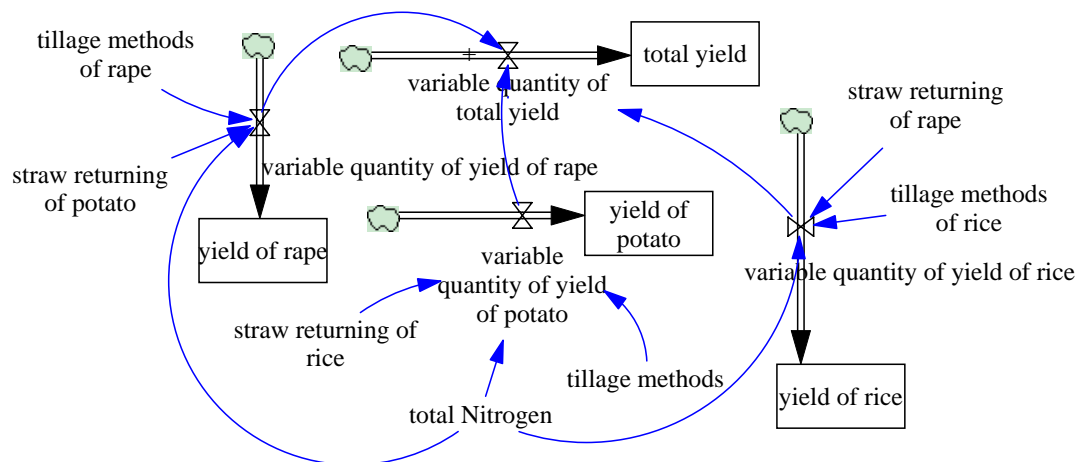 tillage methods
of rape
straw returning
of potato
variable quantity of yield of rape
yield of rape
variable quantity of
total yield
total yield
yield of
potato
variable
quantity of yield
of potato
straw returning of
rice
tillage methods
total Nitrogen
straw returning
of rape
tillage methods
of rice
variable quantity of yield of rice
yield of rice